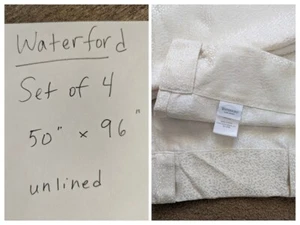 Waterford
Set of 4
50" x 96"
unlined